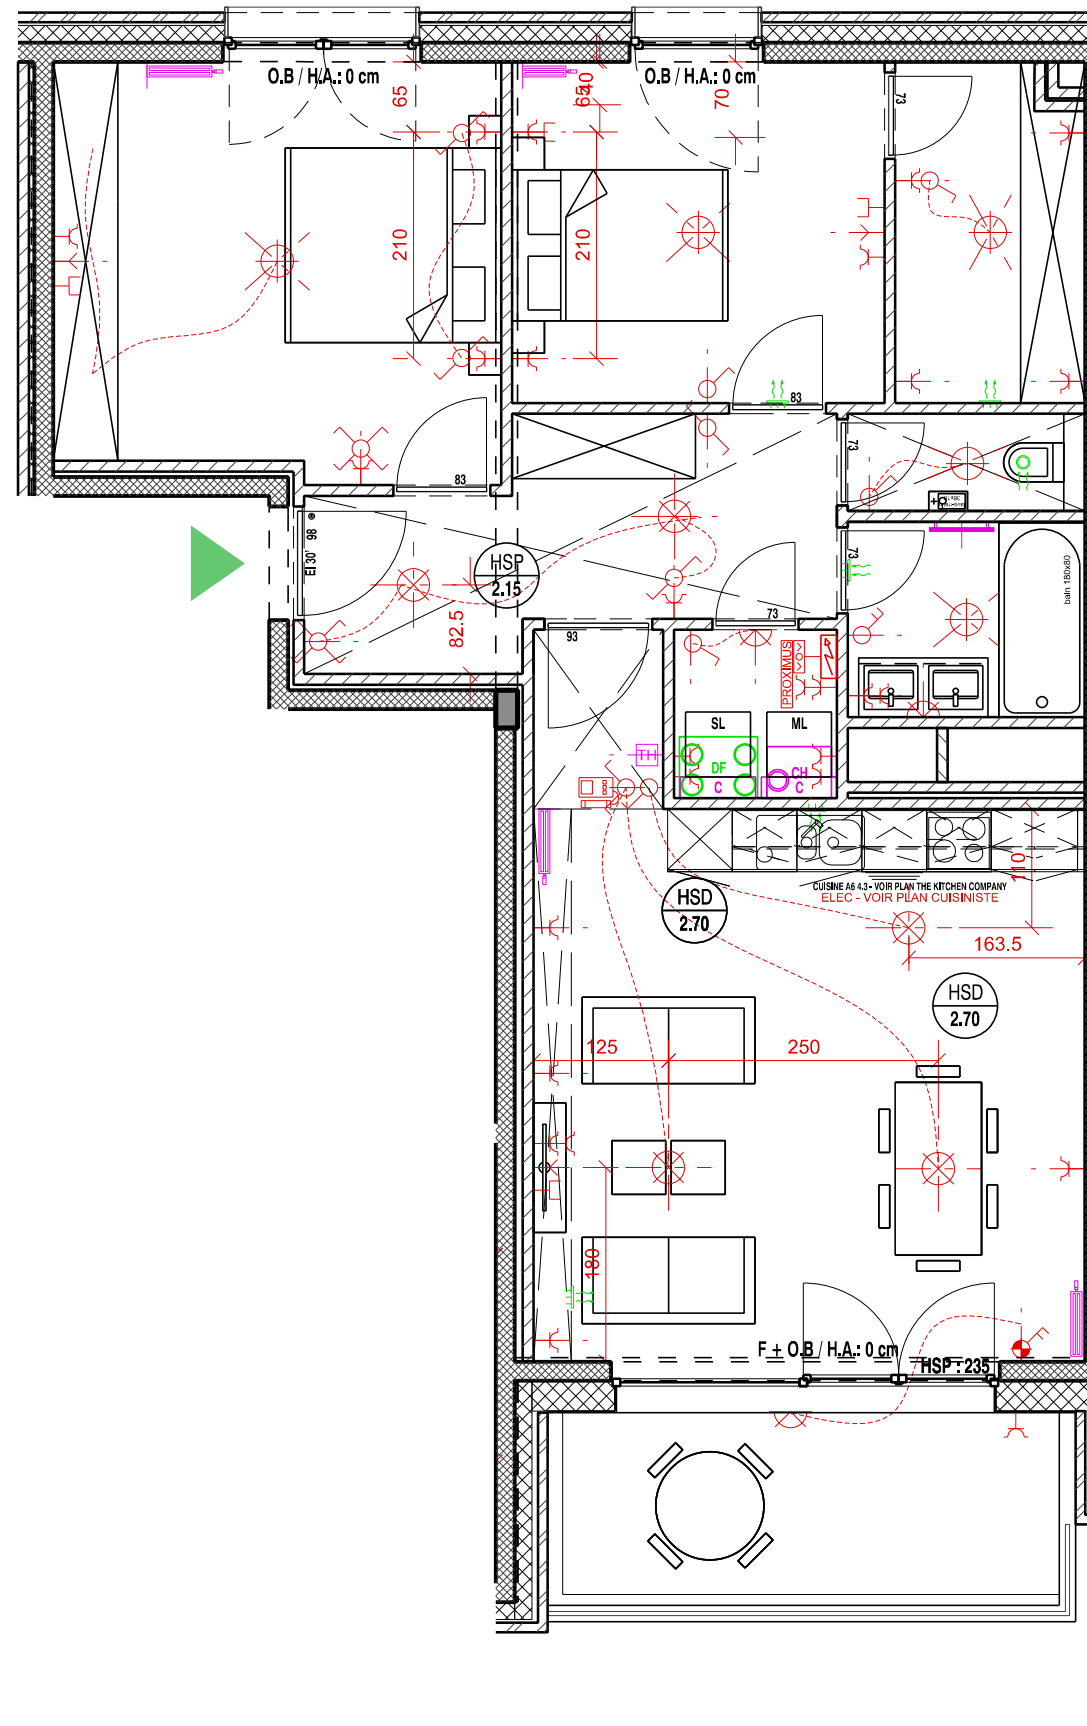 O.B / H.A.: 0 cm
O.B / H.A.: 0 cm
65
40
65
70
73
210
210
83
83
73
EI 30' 98
HSP
2.15
73
bain 180x80
82.5
93
73
PROXIMUS
SL
ML
TH
DF
CH
C
C
110
CUISINE A6 4.3 - VOIR PLAN THE KITCHEN COMPANY
ELEC - VOIR PLAN CUISINISTE
HSD
2.70
163.5
HSD
2.70
125
250
180
F + O.B / H.A.: 0 cm
HSP : 235